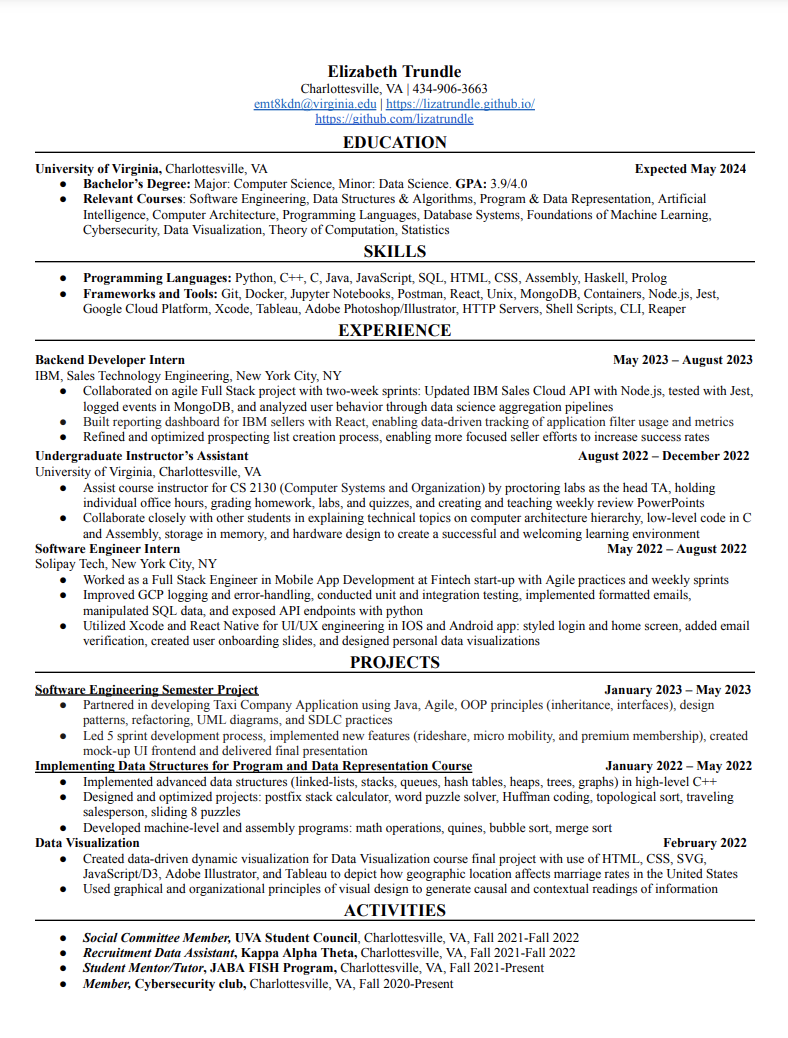 Elizabeth Trundle
Charlottesville, VA | 434-906-3663
emt8kdn@virginia.edu | https://lizatrundle.github.io/
https://github.com/lizatrundle
EDUCATION
University of Virginia, Charlottesville, VA Expected May 2024
● Bachelor's Degree: Major: Computer Science, Minor: Data Science. GPA: 3.9/4.0
● Relevant Courses: Software Engineering, Data Structures & Algorithms, Program & Data Representation, Artificial
Intelligence, Computer Architecture, Programming Languages, Database Systems, Foundations of Machine Learning,
Cybersecurity, Data Visualization, Theory of Computation, Statistics
SKILLS
● Programming Languages: Python, C++, C, Java, JavaScript, SQL, HTML, CSS, Assembly, Haskell, Prolog
● Frameworks and Tools: Git, Docker, Jupyter Notebooks, Postman, React, Unix, MongoDB, Containers, Node.js, Jest,
Google Cloud Platform, Xcode, Tableau, Adobe Photoshop/Illustrator, HTTP Servers, Shell Scripts, CLI, Reaper
EXPERIENCE
Backend Developer Intern May 2023 – August 2023
IBM, Sales Technology Engineering, New York City, NY
● Collaborated on agile Full Stack project with two-week sprints: Updated IBM Sales Cloud API with Node.js, tested with Jest,
logged events in MongoDB, and analyzed user behavior through data science aggregation pipelines
● Built reporting dashboard for IBM sellers with React, enabling data-driven tracking of application filter usage and metrics
● Refined and optimized prospecting list creation process, enabling more focused seller efforts to increase success rates
Undergraduate Instructor's Assistant August 2022 – December 2022
University of Virginia, Charlottesville, VA
● Assist course instructor for CS 2130 (Computer Systems and Organization) by proctoring labs as the head TA, holding
individual office hours, grading homework, labs, and quizzes, and creating and teaching weekly review PowerPoints
● Collaborate closely with other students in explaining technical topics on computer architecture hierarchy, low-level code in C
and Assembly, storage in memory, and hardware design to create a successful and welcoming learning environment
Software Engineer Intern May 2022 – August 2022
Solipay Tech, New York City, NY
● Worked as a Full Stack Engineer in Mobile App Development at Fintech start-up with Agile practices and weekly sprints
● Improved GCP logging and error-handling, conducted unit and integration testing, implemented formatted emails,
manipulated SQL data, and exposed API endpoints with python
● Utilized Xcode and React Native for UI/UX engineering in IOS and Android app: styled login and home screen, added email
verification, created user onboarding slides, and designed personal data visualizations
PROJECTS
Software Engineering Semester Project January 2023 – May 2023
● Partnered in developing Taxi Company Application using Java, Agile, OOP principles (inheritance, interfaces), design
patterns, refactoring, UML diagrams, and SDLC practices
● Led 5 sprint development process, implemented new features (rideshare, micro mobility, and premium membership), created
mock-up UI frontend and delivered final presentation
Implementing Data Structures for Program and Data Representation Course January 2022 – May 2022
● Implemented advanced data structures (linked-lists, stacks, queues, hash tables, heaps, trees, graphs) in high-level C++
● Designed and optimized projects: postfix stack calculator, word puzzle solver, Huffman coding, topological sort, traveling
salesperson, sliding 8 puzzles
● Developed machine-level and assembly programs: math operations, quines, bubble sort, merge sort
Data Visualization February 2022
● Created data-driven dynamic visualization for Data Visualization course final project with use of HTML, CSS, SVG,
JavaScript/D3, Adobe Illustrator, and Tableau to depict how geographic location affects marriage rates in the United States
● Used graphical and organizational principles of visual design to generate causal and contextual readings of information
ACTIVITIES
● Social Committee Member, UVA Student Council, Charlottesville, VA, Fall 2021-Fall 2022
● Recruitment Data Assistant, Kappa Alpha Theta, Charlottesville, VA, Fall 2021-Fall 2022
● Student Mentor/Tutor, JABA FISH Program, Charlottesville, VA, Fall 2021-Present
● Member, Cybersecurity club, Charlottesville, VA, Fall 2020-Present